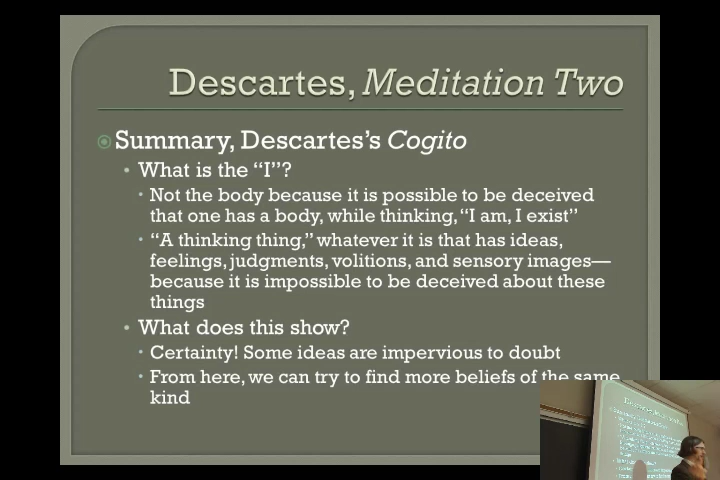 Descartes, Meditation Two
Summary, Descartes's Cogito
What is the “I”?
Not the body because it is possible to be deceived
that one has a body, while thinking, “I am, I exist”
“A thinking thing,” whatever it is that has ideas,
feelings, judgments, volitions, and sensory images—
because it is impossible to be deceived about these
things
What does this show?
Certainty! Some ideas are impervious to doubt
From here, we can try to find more beliefs of the same
kind